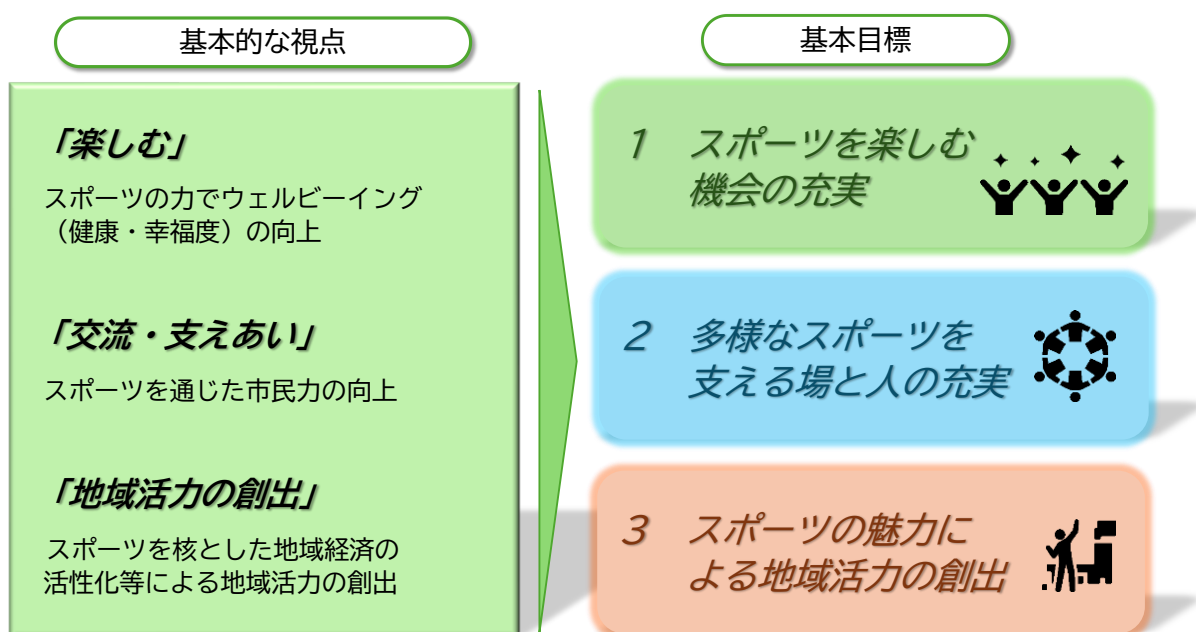 基本的な視点
「楽しむ」
スポーツの力でウェルビーイング
（健康・幸福度）の向上
「交流・支えあい」
スポーツを通じた市民力の向上
「地域活力の創出」
スポーツを核とした地域経済の
活性化等による地域活力の創出
基本目標
１　スポーツを楽しむ
機会の充実
２　多様なスポーツを
支える場と人の充実
３　スポーツの魅力に
よる地域活力の創出